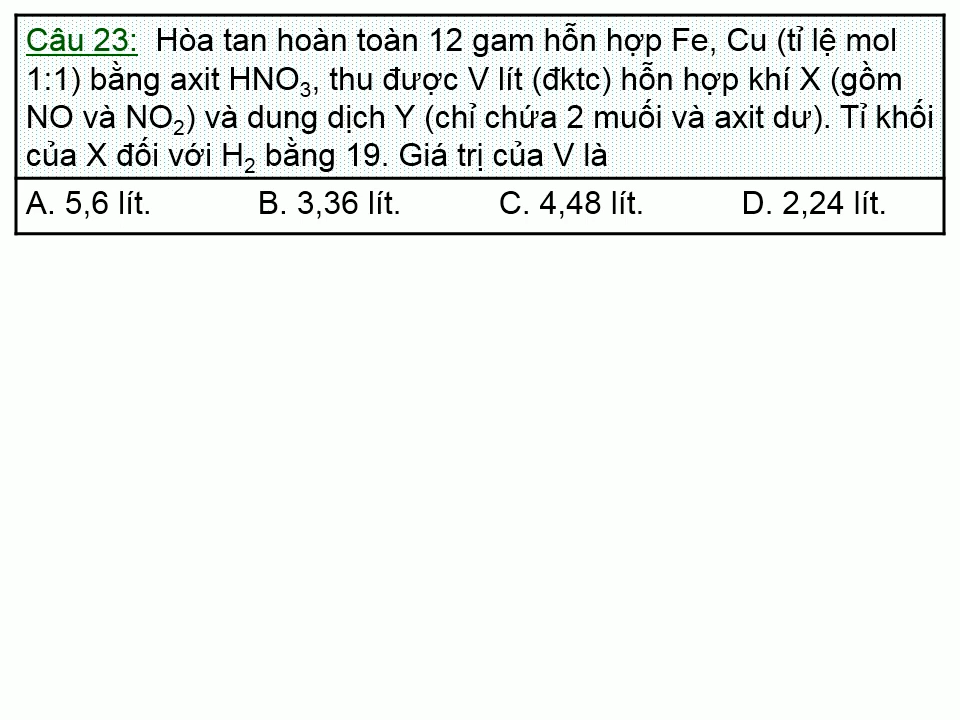 Câu 23: Hòa tan hoàn toàn 12 gam hỗn hợp Fe, Cu (tỉ lệ mol
1:1) bằng axit HNO₃, thu được V lít (đktc) hỗn hợp khí X (gồm
NO và NO₂) và dung dịch Y (chỉ chứa 2 muối và axit dư). Tỉ khối
của X đối với H₂ bằng 19. Giá trị của V là
A. 5,6 lít. B. 3,36 lít. C. 4,48 lít. D. 2,24 lít.